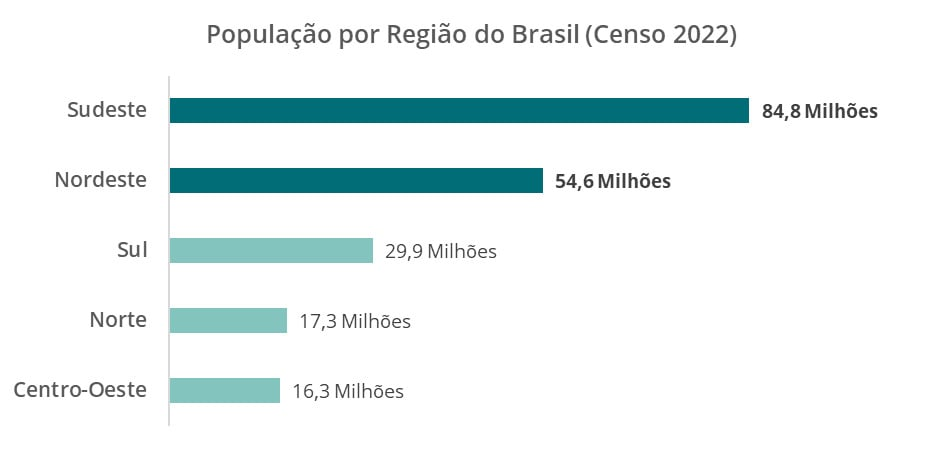 População por Região do Brasil (Censo 2022)
Sudeste 84,8 Milhões
Nordeste 54,6 Milhões
Sul 29,9 Milhões
Norte 17,3 Milhões
Centro-Oeste 16,3 Milhões